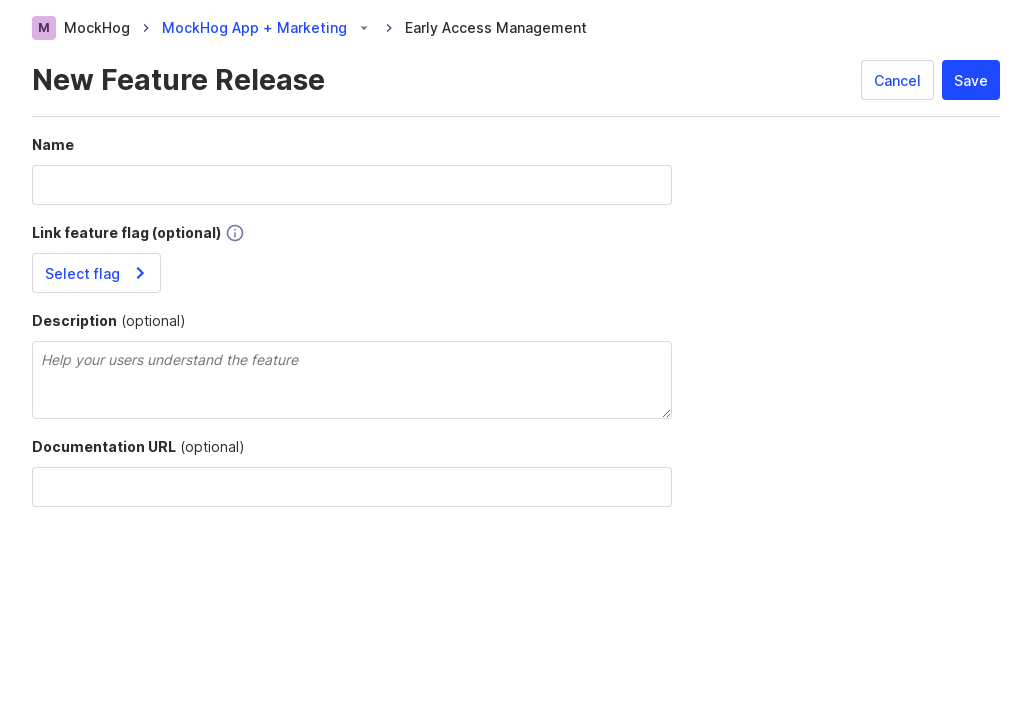 M MockHog MockHog App + Marketing Early Access Management
New Feature Release
Cancel Save
Name
Link feature flag (optional)
Select flag
Description (optional)
Help your users understand the feature
Documentation URL (optional)